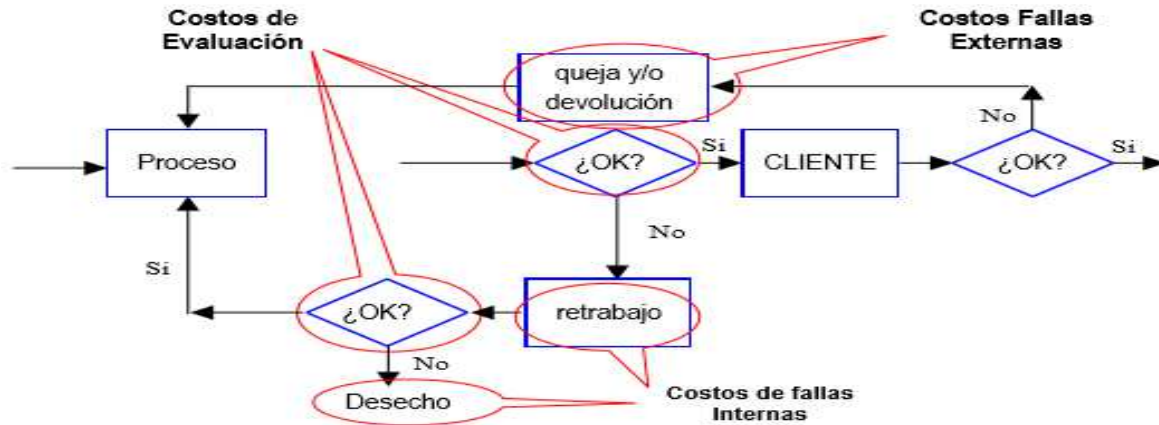 Costos de
Evaluación
Costos Fallas
Externas
queja y/o
devolución
No
Proceso
¿OK?
Si
CLIENTE
¿OK?
Si
No
Si
¿OK?
retrabajo
No
Desecho
Costos de fallas
Internas